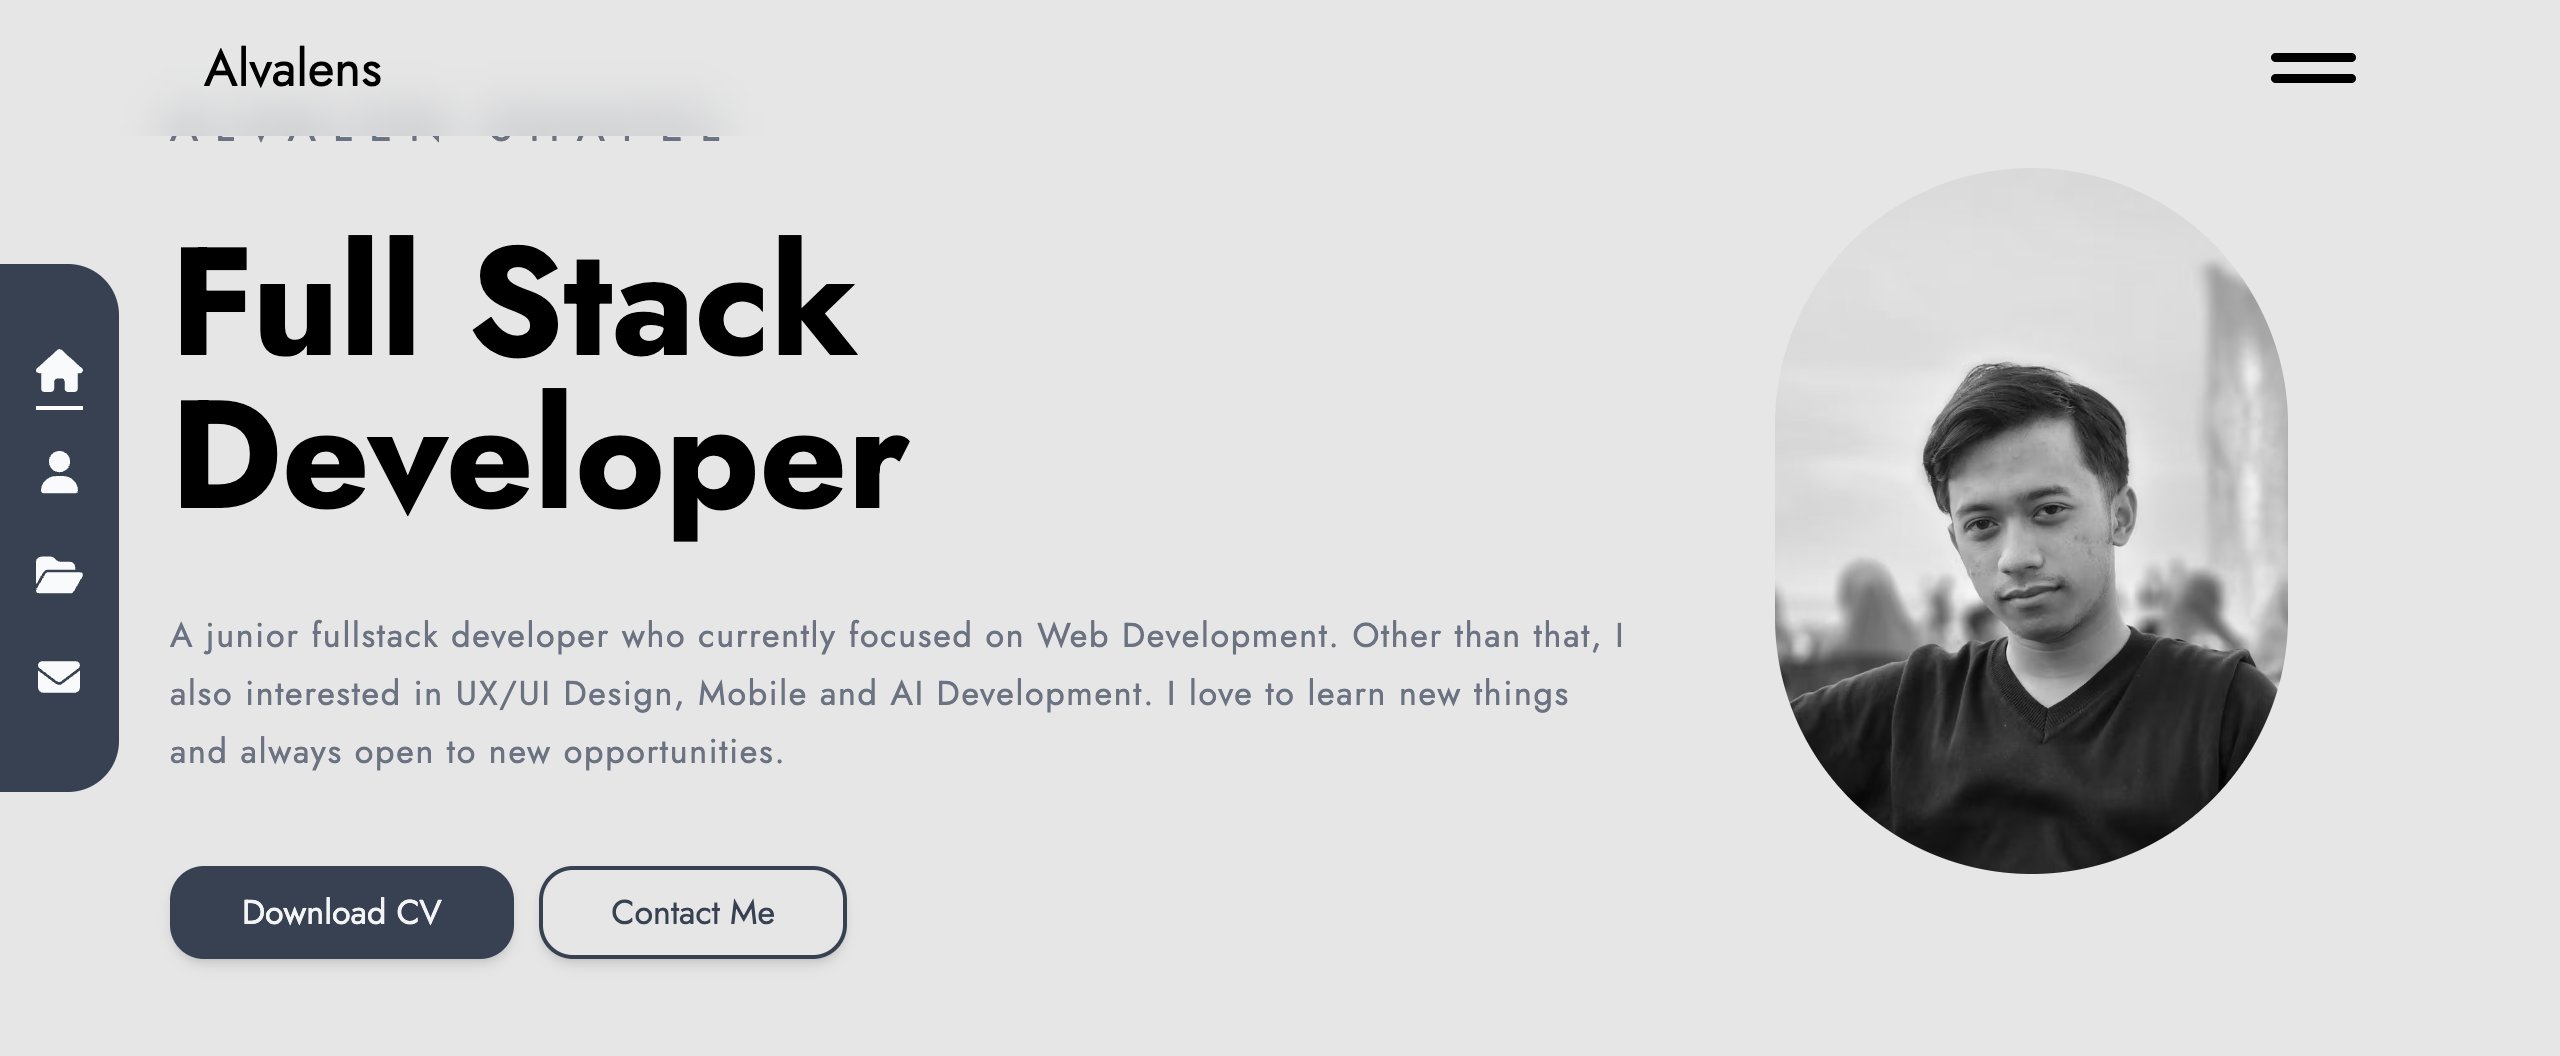 Alvalens
Full Stack
Developer
A junior fullstack developer who currently focused on Web Development. Other than that, I
also interested in UX/UI Design, Mobile and AI Development. I love to learn new things
and always open to new opportunities.
Download CV
Contact Me